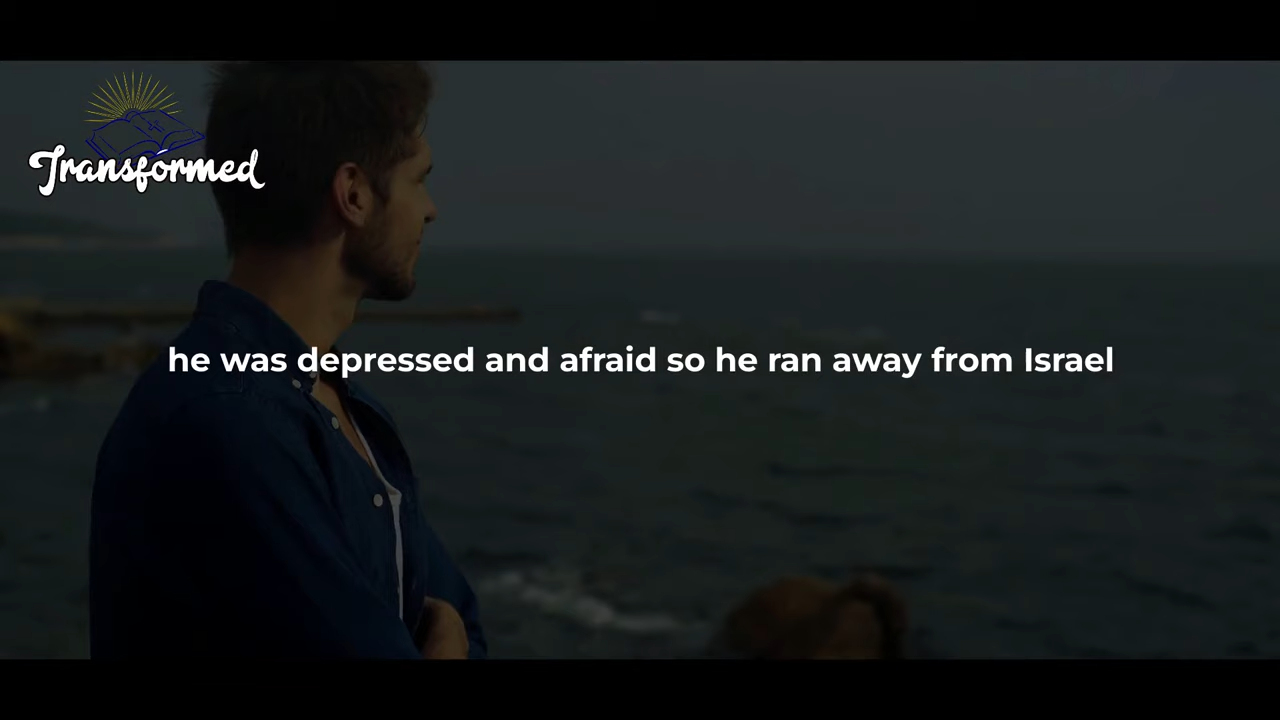 Transformed
he was depressed and afraid so he ran away from Israel